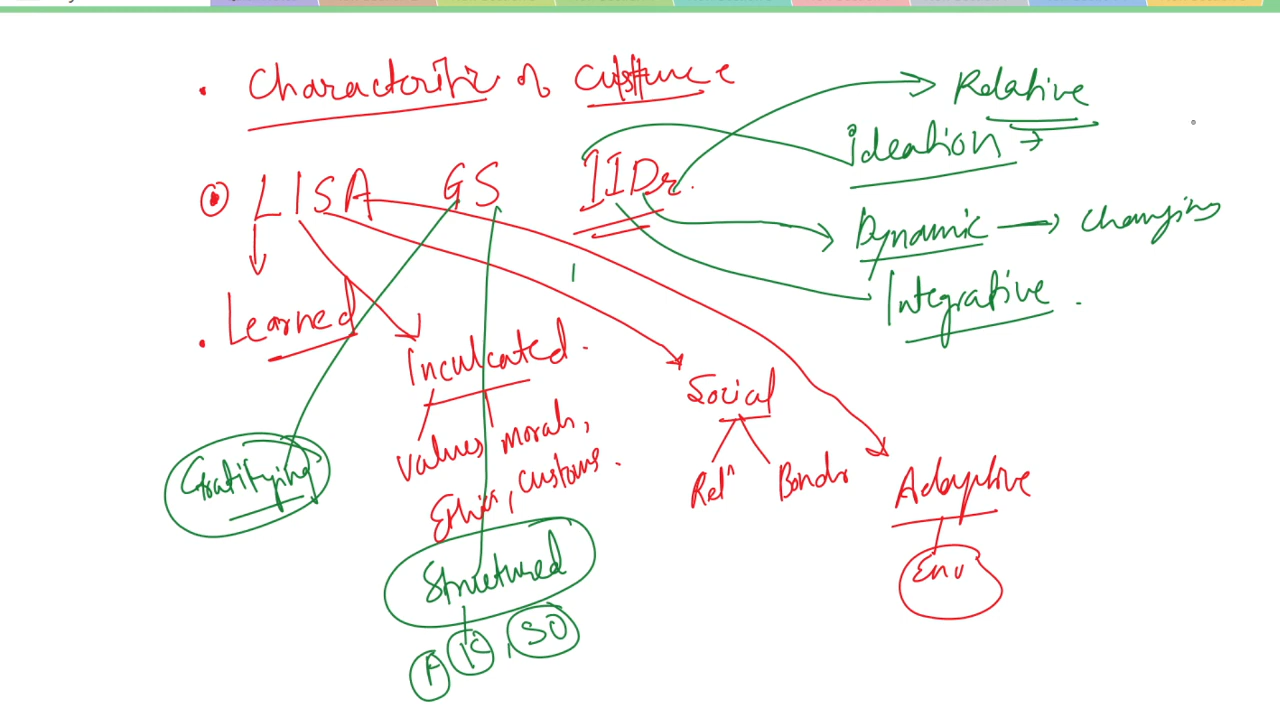 . Characteristic of Culture
LISA GS IIDr.
Relative
ideation →
Dynamic → Changing
Integrative .
. Learned
Inculcated .
values, morals,
Ethics, customs .
Social
Relⁿ Bonds
Adaptive
Env
Gratifying
Structured
F, IC, SO